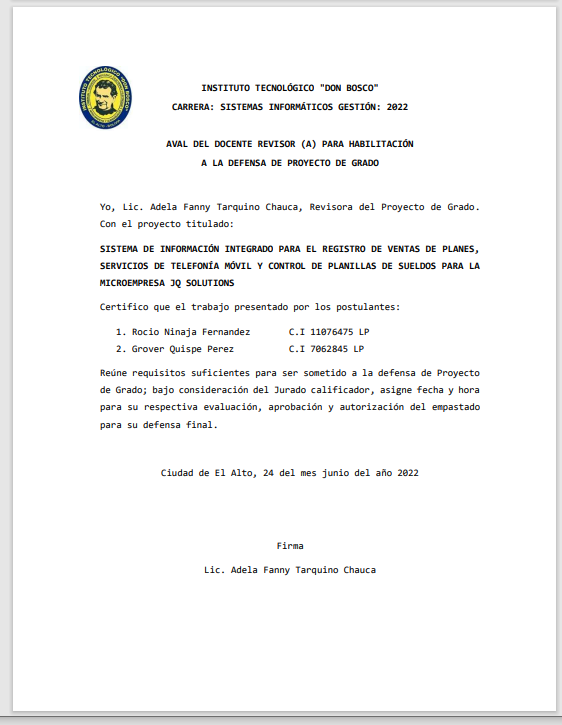 INSTITUTO TECNOLÓGICO "DON BOSCO"
CARRERA: SISTEMAS INFORMÁTICOS GESTIÓN: 2022
AVAL DEL DOCENTE REVISOR (A) PARA HABILITACIÓN
A LA DEFENSA DE PROYECTO DE GRADO
Yo, Lic. Adela Fanny Tarquino Chauca, Revisora del Proyecto de Grado.
Con el proyecto titulado:
SISTEMA DE INFORMACIÓN INTEGRADO PARA EL REGISTRO DE VENTAS DE PLANES,
SERVICIOS DE TELEFONÍA MÓVIL Y CONTROL DE PLANILLAS DE SUELDOS PARA LA
MICROEMPRESA JQ SOLUTIONS
Certifico que el trabajo presentado por los postulantes:
1. Rocio Ninaja Fernandez C.I 11076475 LP
2. Grover Quispe Perez C.I 7062845 LP
Reúne requisitos suficientes para ser sometido a la defensa de Proyecto
de Grado; bajo consideración del Jurado calificador, asigne fecha y hora
para su respectiva evaluación, aprobación y autorización del empastado
para su defensa final.
Ciudad de El Alto, 24 del mes junio del año 2022
Firma
Lic. Adela Fanny Tarquino Chauca